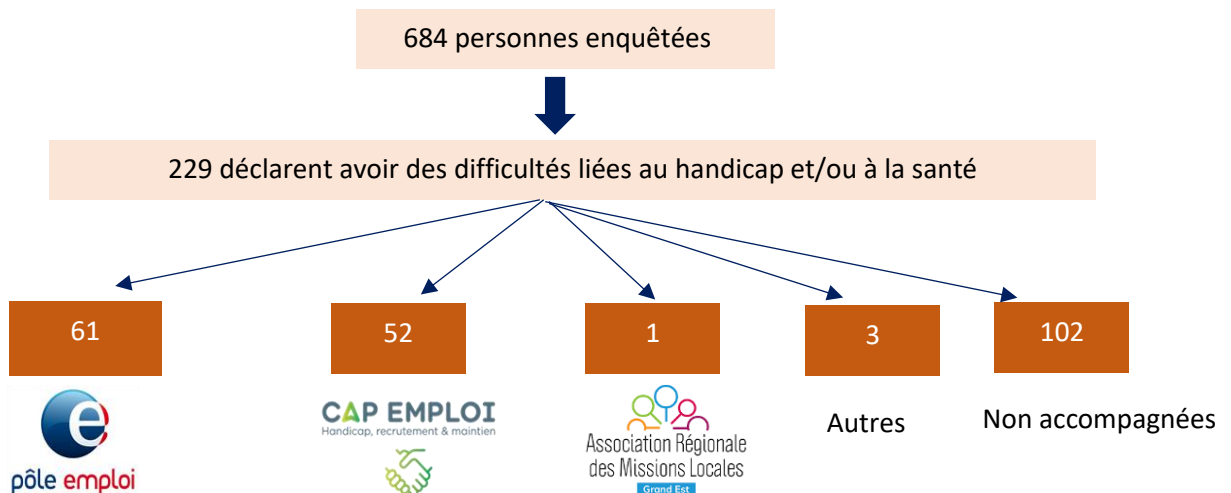 684 personnes enquêtées
229 déclarent avoir des difficultés liées au handicap et/ou à la santé
61
52
1
3
102
e
pôle emploi
CAP EMPLOI
Handicap, recrutement & maintien
Association Régionale
des Missions Locales
Grand Est
Autres
Non accompagnées